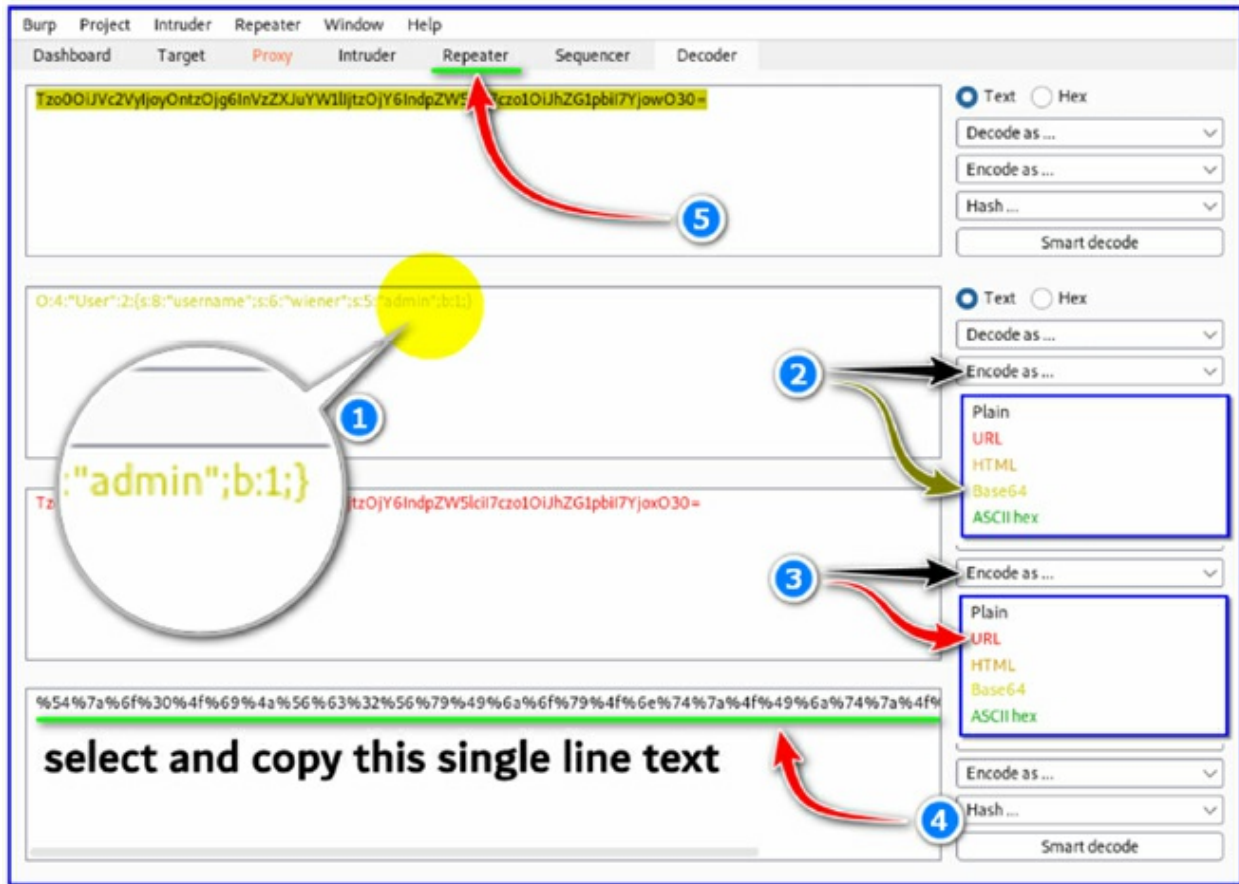 Burp Project Intruder Repeater Window Help
Dashboard Target Proxy Intruder Repeater Sequencer Decoder
Text Hex
Decode as ...
Encode as ...
Hash ...
Smart decode
5
O:4:"User":2:{s:8:"username";s:6:"wiener";s:5:"admin";b:1;}
Text Hex
Decode as ...
2
Encode as ...
Plain
URL
HTML
Base64
ASCII hex
1
:"admin";b:1;}
3
Encode as ...
Plain
URL
HTML
Base64
ASCII hex
%54%7a%6f%30%4f%69%4a%56%63%32%56%79%49%6a%6f%79%4f%6e%74%7a%4f%49%6a%74%7a%4f%
select and copy this single line text
4
Encode as ...
Hash ...
Smart decode